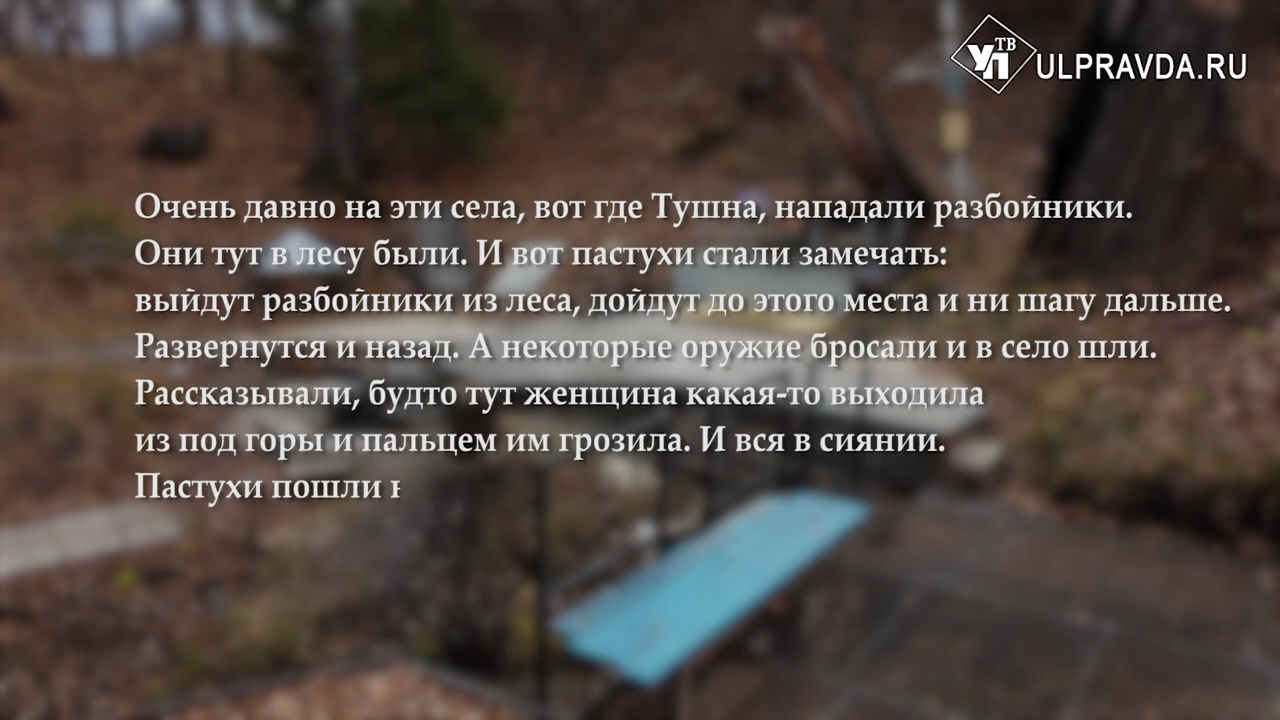 ТВ
УП
ULPRAVDA.RU
Очень давно на эти села, вот где Тушна, нападали разбойники.
Они тут в лесу были. И вот пастухи стали замечать:
выйдут разбойники из леса, дойдут до этого места и ни шагу дальше.
Развернутся и назад. А некоторые оружие бросали и в село шли.
Рассказывали, будто тут женщина какая-то выходила
из под горы и пальцем им грозила. И вся в сиянии.
Пастухи пошли